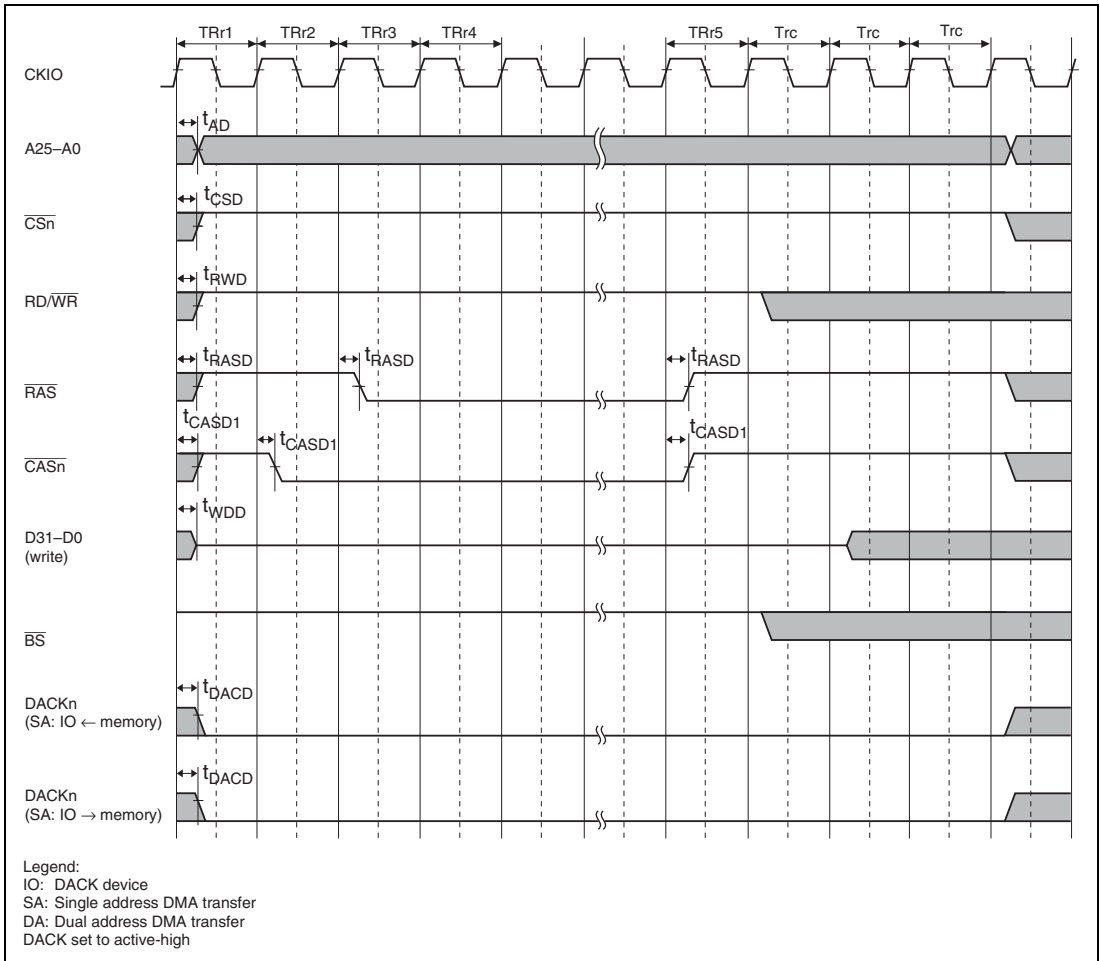 TRr1 TRr2 TRr3 TRr4 TRr5 Trc Trc Trc
CKIO
tAD
A25–A0
tCSD
CSn
tRWD
RD/WR
tRASD tRASD tRASD
RAS
tCASD1 tCASD1 tCASD1
CASn
tWDD
D31–D0
(write)
BS
tDACD
DACKn
(SA: IO ← memory)
tDACD
DACKn
(SA: IO → memory)
Legend:
IO: DACK device
SA: Single address DMA transfer
DA: Dual address DMA transfer
DACK set to active-high